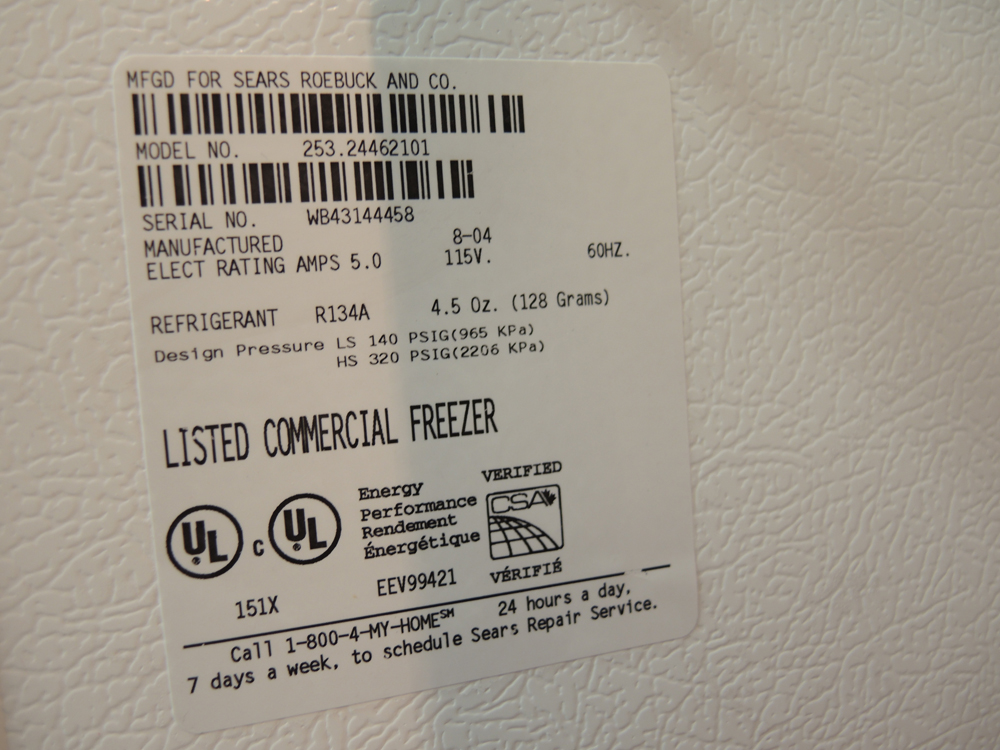 MFGD FOR SEARS ROEBUCK AND CO.
MODEL NO. 253.24462101
SERIAL NO. WB43144458
MANUFACTURED 8-04
ELECT RATING AMPS 5.0 115V. 60HZ.
REFRIGERANT R134A 4.5 Oz. (128 Grams)
Design Pressure LS 140 PSIG(965 KPa)
HS 320 PSIG(2206 KPa)
LISTED COMMERCIAL FREEZER
UL ® C UL ®
Energy
Performance
Rendement
Énergétique
EEV99421
VERIFIED
CSA
VÉRIFIÉ
151X
Call 1-800-4-MY-HOME℠ 24 hours a day,
7 days a week, to schedule Sears Repair Service.